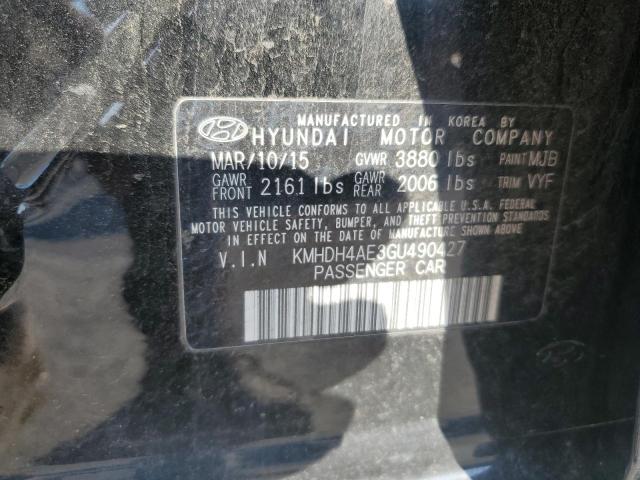 MANUFACTURED IN KOREA BY
HYUNDAI MOTOR COMPANY
MAR/10/15 GVWR 3880 lbs PAINT MJB
GAWR FRONT 2161 lbs GAWR REAR 2006 lbs TRIM VYF
THIS VEHICLE CONFORMS TO ALL APPLICABLE U.S.A. FEDERAL
MOTOR VEHICLE SAFETY, BUMPER, AND THEFT PREVENTION STANDARDS
IN EFFECT ON THE DATE OF MANUFACTURE SHOWN ABOVE.
V.I.N KMHDH4AE3GU490427
PASSENGER CAR